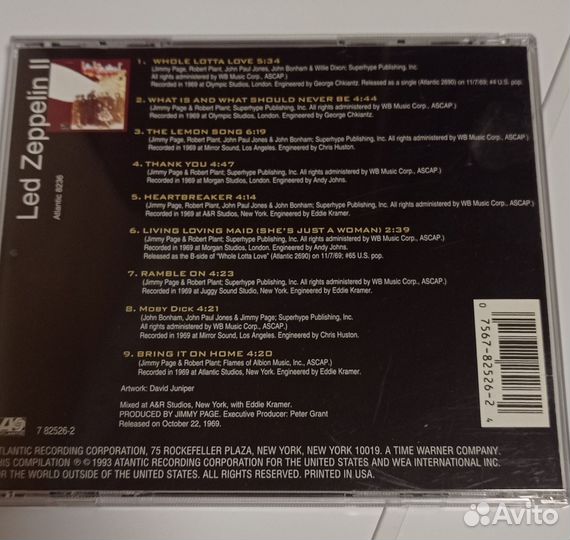 Led Zeppelin II
Atlantic 8236
1. WHOLE LOTTA LOVE 5:34
(Jimmy Page, Robert Plant, John Paul Jones, John Bonham & Willie Dixon; Superhype Publishing, Inc.
All rights administered by WB Music Corp., ASCAP.)
Recorded in 1969 at Olympic Studios, London. Engineered by George Chkiantz. Released as a single (Atlantic 2690) on 11/7/69; #4 U.S. pop.
2. WHAT IS AND WHAT SHOULD NEVER BE 4:44
(Jimmy Page & Robert Plant; Superhype Publishing, Inc. All rights administered by WB Music Corp., ASCAP.)
Recorded in 1969 at Olympic Studios, London. Engineered by George Chkiantz.
3. THE LEMON SONG 6:19
(Jimmy Page, Robert Plant, John Paul Jones & John Bonham; Superhype Publishing, Inc. All rights administered by WB Music Corp., ASCAP.)
Recorded in 1969 at Mirror Sound, Los Angeles. Engineered by Chris Huston.
4. THANK YOU 4:47
(Jimmy Page & Robert Plant; Superhype Publishing, Inc. All rights administered by WB Music Corp., ASCAP.)
Recorded in 1969 at Morgan Studios, London. Engineered by Andy Johns.
5. HEARTBREAKER 4:14
(Jimmy Page, Robert Plant, John Paul Jones & John Bonham; Superhype Publishing, Inc. All rights administered by WB Music Corp., ASCAP.)
Recorded in 1969 at A&R Studios, New York. Engineered by Eddie Kramer.
6. LIVING LOVING MAID (SHE'S JUST A WOMAN) 2:39
(Jimmy Page & Robert Plant; Superhype Publishing, Inc. All rights administered by WB Music Corp., ASCAP.)
Recorded in 1969 at Morgan Studios, London. Engineered by Andy Johns.
Released as the B-side of "Whole Lotta Love" (Atlantic 2690) on 11/7/69; #65 U.S. pop.
7. RAMBLE ON 4:23
(Jimmy Page & Robert Plant; Superhype Publishing, Inc. All rights administered by WB Music Corp., ASCAP.)
Recorded in 1969 at Juggy Sound Studio, New York. Engineered by Eddie Kramer.
8. MOBY DICK 4:21
(John Bonham, John Paul Jones & Jimmy Page; Superhype Publishing, Inc.
All rights administered by WB Music Corp., ASCAP.)
Recorded in 1969 at Mirror Sound, Los Angeles. Engineered by Chris Huston.
9. BRING IT ON HOME 4:20
(Jimmy Page & Robert Plant; Flames of Albion Music, Inc., ASCAP.)
Recorded in 1969 at Atlantic Studios, New York. Engineered by Eddie Kramer.
Artwork: David Juniper
Mixed at A&R Studios, New York, with Eddie Kramer.
PRODUCED BY JIMMY PAGE. Executive Producer: Peter Grant
Released on October 22, 1969.
0 7567-82526-2 4
7 82526-2
TLANTIC RECORDING CORPORATION, 75 ROCKEFELLER PLAZA, NEW YORK, NEW YORK 10019. A TIME WARNER COMPANY.
HIS COMPILATION ℗ © 1993 ATANTIC RECORDING CORPORATION FOR THE UNITED STATES AND WEA INTERNATIONAL INC.
OR THE WORLD OUTSIDE OF THE UNITED STATES. PRINTED IN USA.
Avito